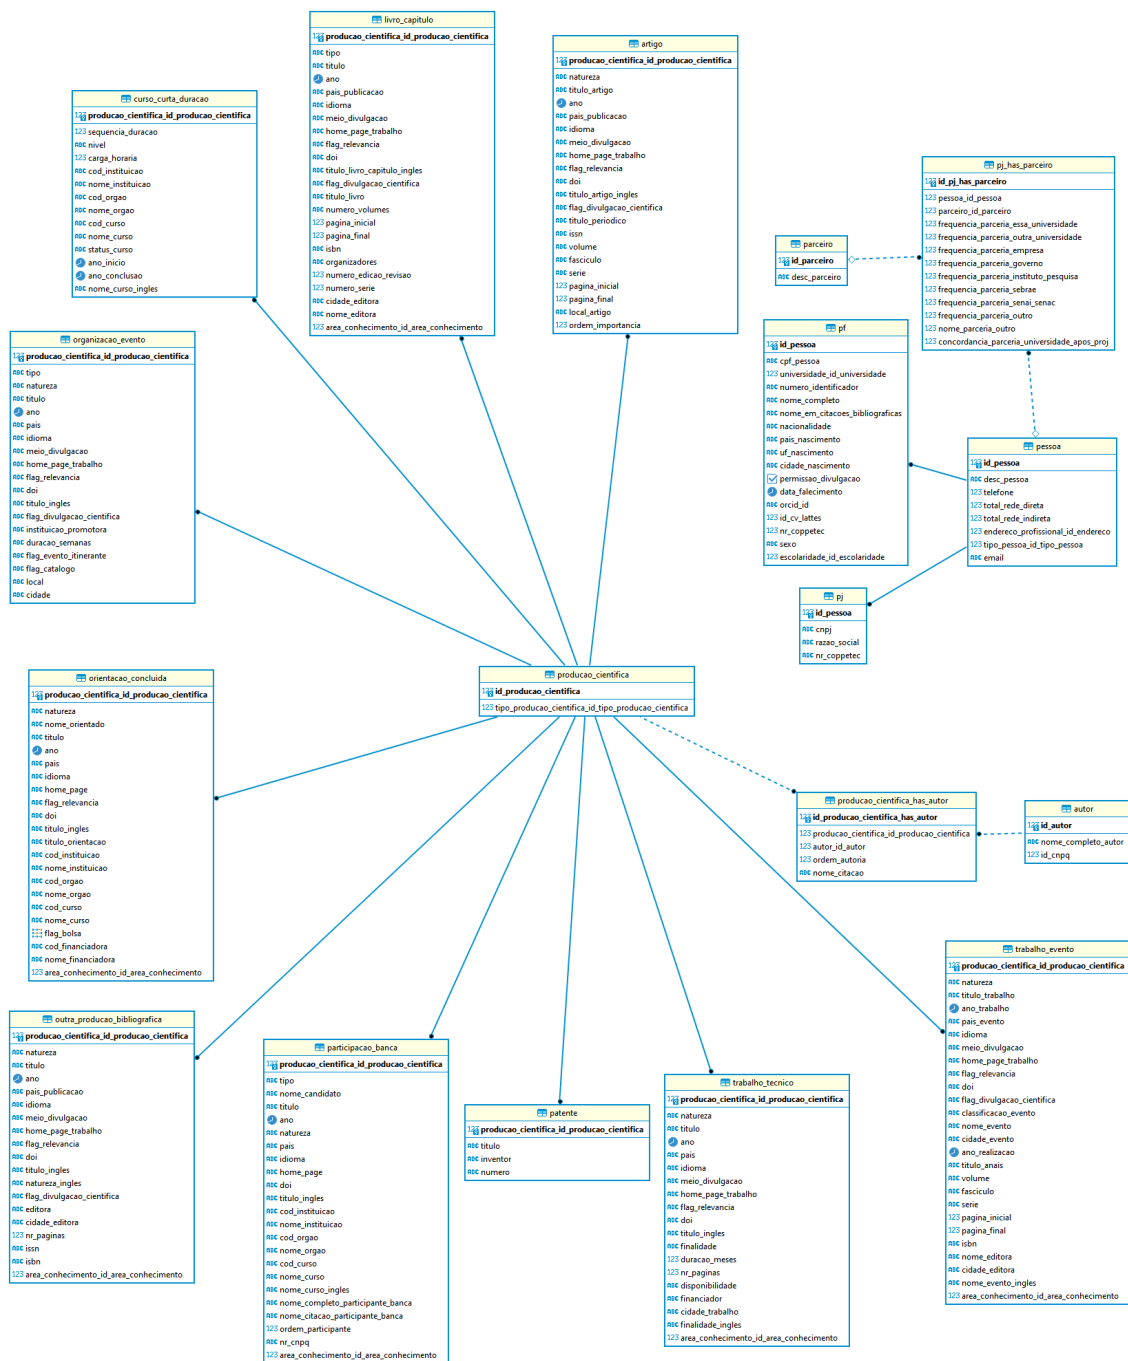 livro_capitulo
producao_cientifica_id_producao_cientifica
tipo
titulo
ano
pais_publicacao
idioma
meio_divulgacao
home_page_trabalho
flag_relevancia
doi
titulo_livro_capitulo_ingles
flag_divulgacao_cientifica
titulo_livro
numero_volumes
pagina_inicial
pagina_final
isbn
organizadores
numero_edicao_revisao
numero_serie
cidade_editora
nome_editora
area_conhecimento_id_area_conhecimento
artigo
producao_cientifica_id_producao_cientifica
natureza
titulo_artigo
ano
pais_publicacao
idioma
meio_divulgacao
home_page_trabalho
flag_relevancia
doi
titulo_artigo_ingles
flag_divulgacao_cientifica
titulo_periodico
issn
volume
fasciculo
serie
pagina_inicial
pagina_final
local_artigo
ordem_importancia
curso_curta_duracao
producao_cientifica_id_producao_cientifica
sequencia_duracao
nivel
carga_horaria
cod_instituicao
nome_instituicao
cod_orgao
nome_orgao
cod_curso
nome_curso
status_curso
ano_inicio
ano_conclusao
nome_curso_ingles
pj_has_parceiro
id_pj_has_parceiro
pessoa_id_pessoa
parceiro_id_parceiro
frequencia_parceria_essa_universidade
frequencia_parceria_outra_universidade
frequencia_parceria_empresa
frequencia_parceria_governo
frequencia_parceria_instituto_pesquisa
frequencia_parceria_sebrae
frequencia_parceria_senai_senac
frequencia_parceria_outro
nome_parceria_outro
concordancia_parceria_universidade_apos_proj
parceiro
id_parceiro
desc_parceiro
pf
id_pessoa
cpf_pessoa
universidade_id_universidade
numero_identificador
nome_completo
nome_em_citacoes_bibliograficas
nacionalidade
pais_nascimento
uf_nascimento
cidade_nascimento
permissao_divulgacao
data_falecimento
orcid_id
id_cv_lattes
nr_coppetec
sexo
escolaridade_id_escolaridade
organizacao_evento
producao_cientifica_id_producao_cientifica
tipo
natureza
titulo
ano
pais
idioma
meio_divulgacao
home_page_trabalho
flag_relevancia
doi
titulo_ingles
flag_divulgacao_cientifica
instituicao_promotora
duracao_semanas
flag_evento_itinerante
flag_catalogo
local
cidade
pessoa
id_pessoa
desc_pessoa
telefone
total_rede_direta
total_rede_indireta
endereco_profissional_id_endereco
tipo_pessoa_id_tipo_pessoa
email
pj
id_pessoa
cnpj
razao_social
nr_coppetec
producao_cientifica
id_producao_cientifica
tipo_producao_cientifica_id_tipo_producao_cientifica
orientacao_concluida
producao_cientifica_id_producao_cientifica
natureza
nome_orientado
titulo
ano
pais
idioma
home_page
flag_relevancia
doi
titulo_ingles
titulo_orientacao
cod_instituicao
nome_instituicao
cod_orgao
nome_orgao
cod_curso
nome_curso
flag_bolsa
cod_financiadora
nome_financiadora
area_conhecimento_id_area_conhecimento
producao_cientifica_has_autor
id_producao_cientifica_has_autor
producao_cientifica_id_producao_cientifica
autor_id_autor
ordem_autoria
nome_citacao
autor
id_autor
nome_completo_autor
id_cnpq
trabalho_evento
producao_cientifica_id_producao_cientifica
natureza
titulo_trabalho
ano_trabalho
pais_evento
idioma
meio_divulgacao
home_page_trabalho
flag_relevancia
doi
flag_divulgacao_cientifica
classificacao_evento
nome_evento
cidade_evento
ano_realizacao
titulo_anais
volume
fasciculo
serie
pagina_inicial
pagina_final
isbn
nome_editora
cidade_editora
nome_evento_ingles
area_conhecimento_id_area_conhecimento
outra_producao_bibliografica
producao_cientifica_id_producao_cientifica
natureza
titulo
ano
pais_publicacao
idioma
meio_divulgacao
home_page_trabalho
flag_relevancia
doi
titulo_ingles
natureza_ingles
flag_divulgacao_cientifica
editora
cidade_editora
nr_paginas
issn
isbn
area_conhecimento_id_area_conhecimento
participacao_banca
producao_cientifica_id_producao_cientifica
tipo
nome_candidato
titulo
ano
natureza
pais
idioma
home_page
doi
titulo_ingles
cod_instituicao
nome_instituicao
cod_orgao
nome_orgao
cod_curso
nome_curso
nome_curso_ingles
nome_completo_participante_banca
nome_citacao_participante_banca
ordem_participante
nr_cnpq
area_conhecimento_id_area_conhecimento
patente
producao_cientifica_id_producao_cientifica
titulo
inventor
numero
trabalho_tecnico
producao_cientifica_id_producao_cientifica
natureza
titulo
ano
pais
idioma
meio_divulgacao
home_page_trabalho
flag_relevancia
doi
titulo_ingles
finalidade
duracao_meses
nr_paginas
disponibilidade
financiador
cidade_trabalho
finalidade_ingles
area_conhecimento_id_area_conhecimento